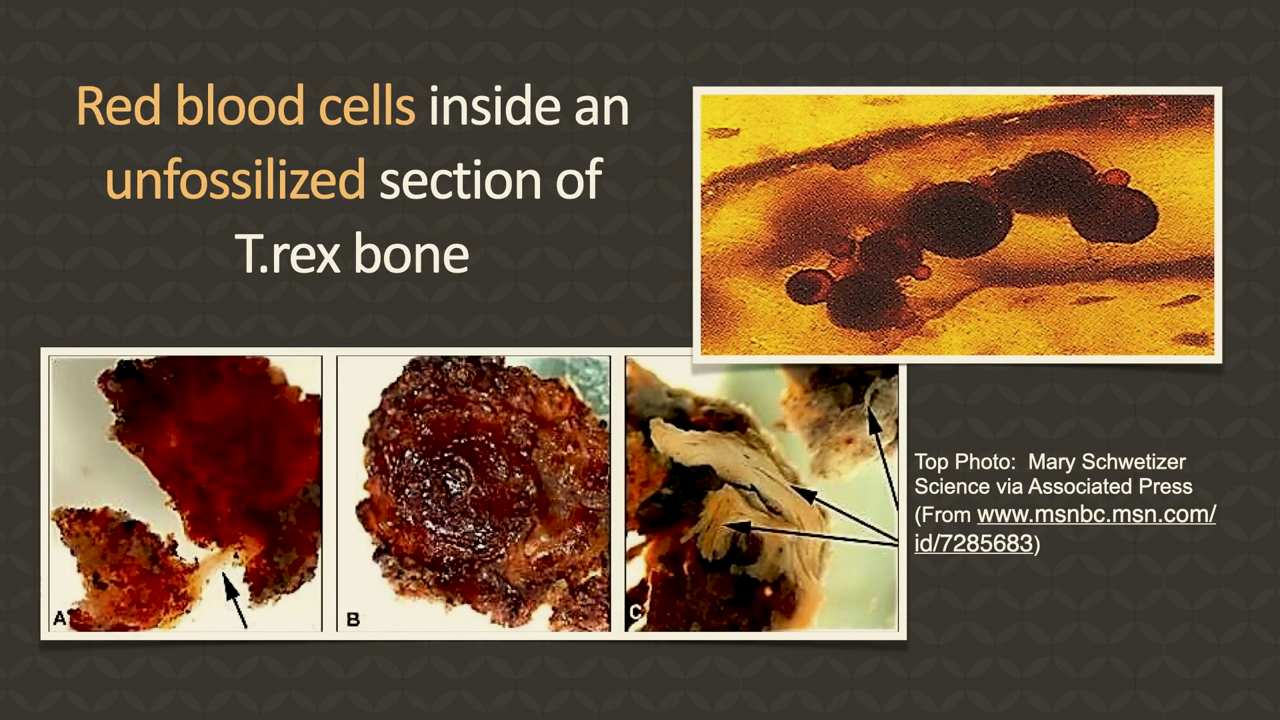 Red blood cells inside an
unfossilized section of
T.rex bone
A
B
C
Top Photo:  Mary Schwetizer
Science via Associated Press
(From www.msnbc.msn.com/
id/7285683)